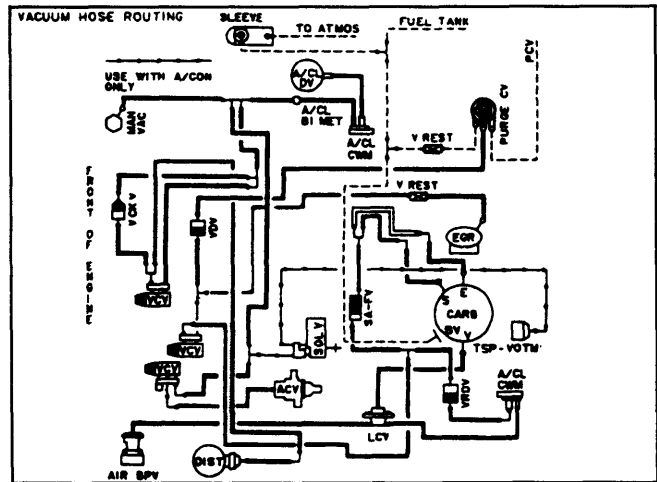 VACUUM HOSE ROUTING
SLEEVE
TO ATMOS
FUEL TANK
PCV
USE WITH A/CON
ONLY
A/CL
DV
MAN
VAC
A/CL
BI MET
A/CL
CWM
PURGE CV
V REST
FRONT OF ENGINE
VCKV
VDV
V REST
EGR
VCV
SA-FV
S
E
CARB
BV
V
TSP-VOTM
VCV
SOLV
VCV
ACV
VRDV
A/CL
CWM
LCV
DIST
AIR BPV